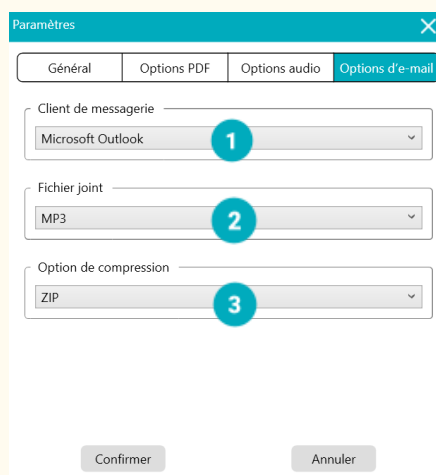 Paramètres
Général Options PDF Options audio Options d'e-mail
Client de messagerie
Microsoft Outlook
1
Fichier joint
MP3
2
Option de compression
ZIP
3
Confirmer Annuler